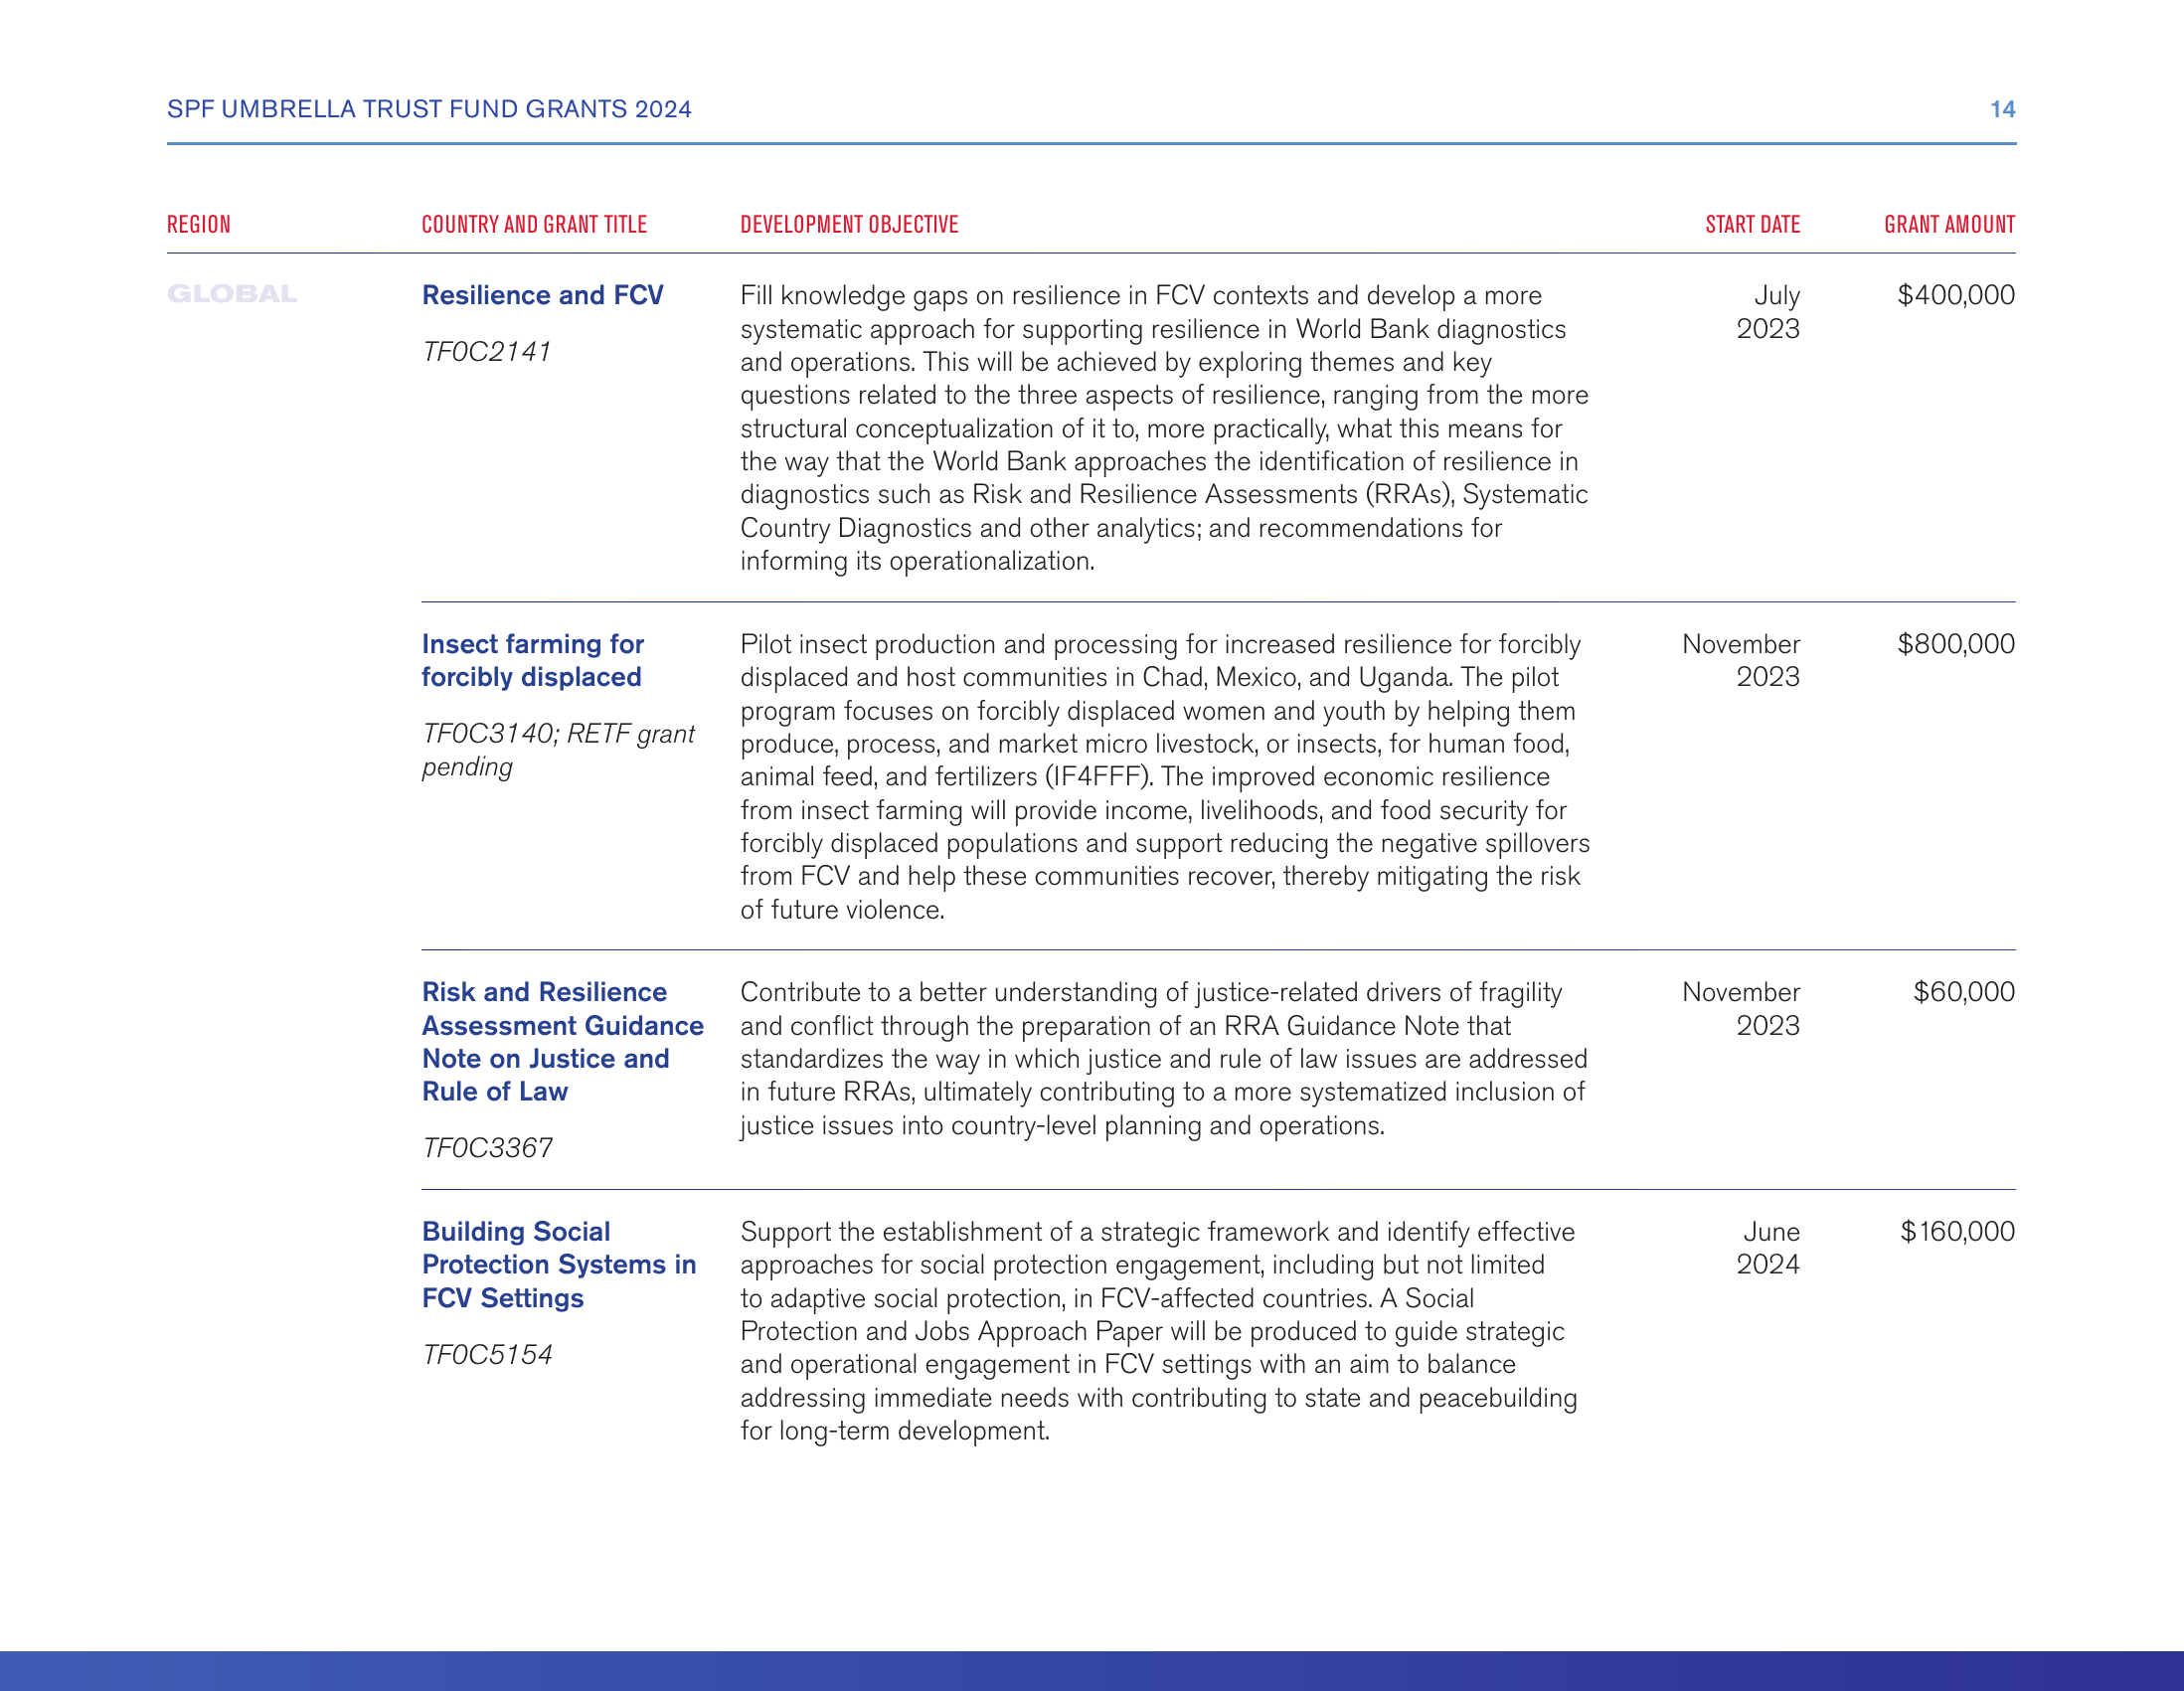 SPF UMBRELLA TRUST FUND GRANTS 2024
14
REGION
COUNTRY AND GRANT TITLE
DEVELOPMENT OBJECTIVE
START DATE
GRANT AMOUNT
GLOBAL
Resilience and FCV
TF0C2141
Fill knowledge gaps on resilience in FCV contexts and develop a more
systematic approach for supporting resilience in World Bank diagnostics
and operations. This will be achieved by exploring themes and key
questions related to the three aspects of resilience, ranging from the more
structural conceptualization of it to, more practically, what this means for
the way that the World Bank approaches the identification of resilience in
diagnostics such as Risk and Resilience Assessments (RRAs), Systematic
Country Diagnostics and other analytics; and recommendations for
informing its operationalization.
July
2023
$400,000
Insect farming for
forcibly displaced
TF0C3140; RETF grant
pending
Pilot insect production and processing for increased resilience for forcibly
displaced and host communities in Chad, Mexico, and Uganda. The pilot
program focuses on forcibly displaced women and youth by helping them
produce, process, and market micro livestock, or insects, for human food,
animal feed, and fertilizers (IF4FFF). The improved economic resilience
from insect farming will provide income, livelihoods, and food security for
forcibly displaced populations and support reducing the negative spillovers
from FCV and help these communities recover, thereby mitigating the risk
of future violence.
November
2023
$800,000
Risk and Resilience
Assessment Guidance
Note on Justice and
Rule of Law
TF0C3367
Contribute to a better understanding of justice-related drivers of fragility
and conflict through the preparation of an RRA Guidance Note that
standardizes the way in which justice and rule of law issues are addressed
in future RRAs, ultimately contributing to a more systematized inclusion of
justice issues into country-level planning and operations.
November
2023
$60,000
Building Social
Protection Systems in
FCV Settings
TF0C5154
Support the establishment of a strategic framework and identify effective
approaches for social protection engagement, including but not limited
to adaptive social protection, in FCV-affected countries. A Social
Protection and Jobs Approach Paper will be produced to guide strategic
and operational engagement in FCV settings with an aim to balance
addressing immediate needs with contributing to state and peacebuilding
for long-term development.
June
2024
$160,000